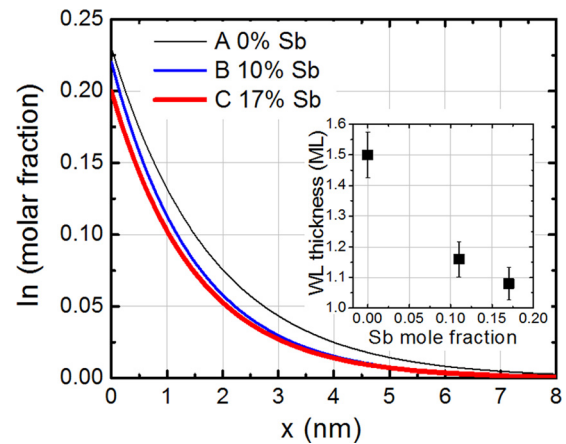 0.25
0.20
0.15
0.10
0.05
0.00
In (molar fraction)
A 0% Sb
B 10% Sb
C 17% Sb
1.6
1.5
1.4
1.3
1.2
1.1
1.0
WL thickness (ML)
0.00 0.05 0.10 0.15 0.20
Sb mole fraction
0 1 2 3 4 5 6 7 8
x (nm)